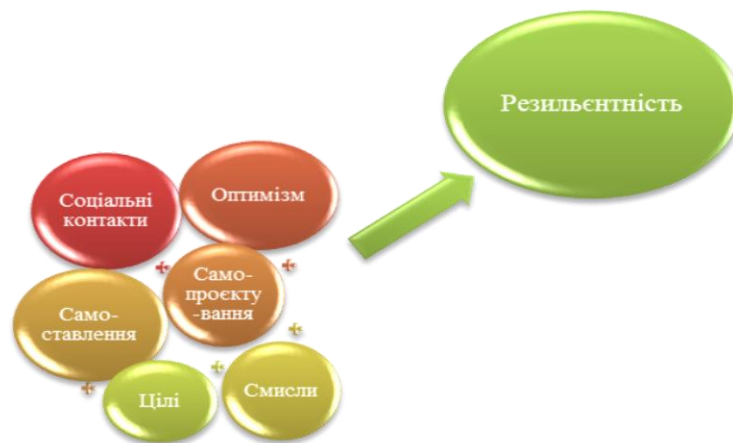 Резильєнтність
Соціальні
контакти
Оптимізм
Само-
проєкту
-вання
Само-
ставлення
Цілі
Смисли